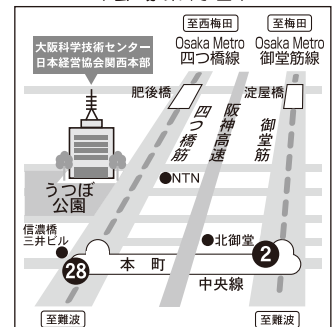 至西梅田
至梅田
Osaka Metro
四つ橋線
Osaka Metro
御堂筋線
大阪科学技術センター
日本経営協会関西本部
肥後橋
淀屋橋
四つ橋筋
阪神高速
御堂筋
NTN
うつぼ
公園
信濃橋
三井ビル
北御堂
28
本町
2
中央線
至難波
至難波